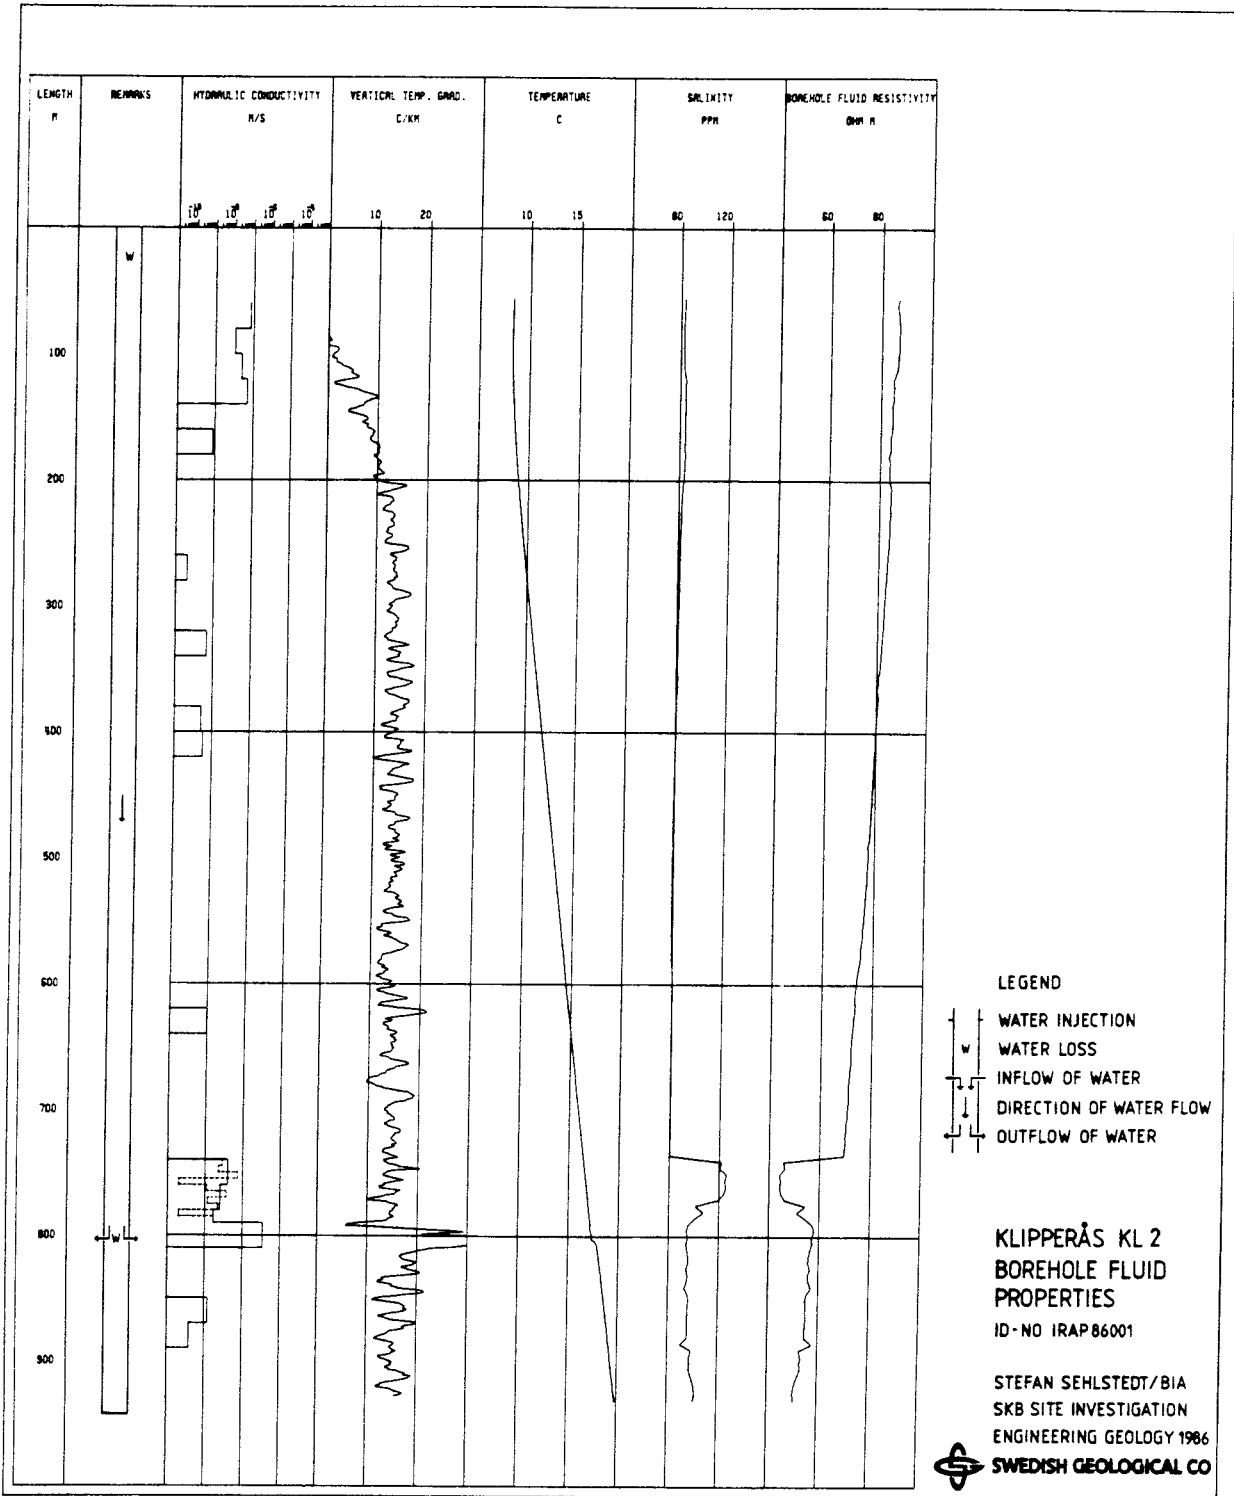 LENGTH REMARKS HYDRAULIC CONDUCTIVITY VERTICAL TEMP. GRAD. TEMPERATURE SALINITY BOREHOLE FLUID RESISTIVITY
M M/S C/KM C PPM OHM M
10 20 10 15 80 120 60 80
W
100
200
300
400
500
600
700
W
800
900
LEGEND
WATER INJECTION
W WATER LOSS
INFLOW OF WATER
DIRECTION OF WATER FLOW
OUTFLOW OF WATER
KLIPPERÅS KL 2
BOREHOLE FLUID
PROPERTIES
ID-NO IRAP86001
STEFAN SEHLSTEDT/BIA
SKB SITE INVESTIGATION
ENGINEERING GEOLOGY 1986
SWEDISH GEOLOGICAL CO